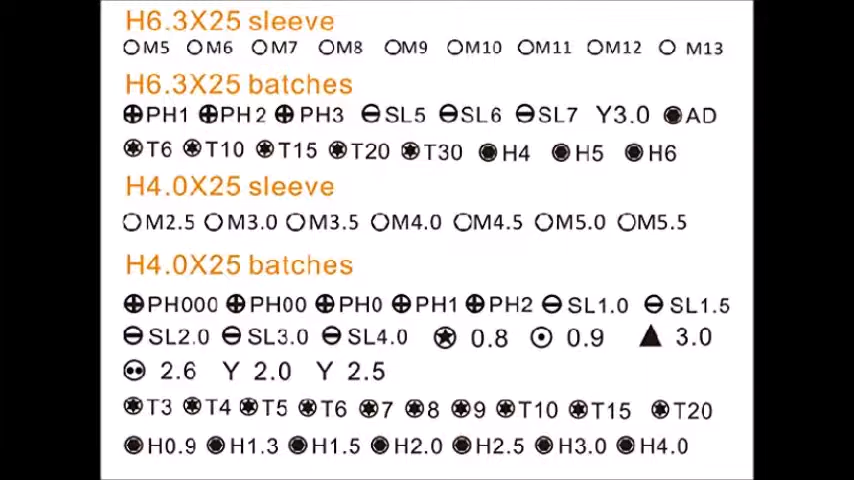 H6.3X25 sleeve
M5 M6 M7 M8 M9 M10 M11 M12 M13
H6.3X25 batches
PH1 PH2 PH3 SL5 SL6 SL7 Y3.0 AD
T6 T10 T15 T20 T30 H4 H5 H6
H4.0X25 sleeve
M2.5 M3.0 M3.5 M4.0 M4.5 M5.0 M5.5
H4.0X25 batches
PH000 PH00 PH0 PH1 PH2 SL1.0 SL1.5
SL2.0 SL3.0 SL4.0 0.8 0.9 3.0
2.6 Y 2.0 Y 2.5
T3 T4 T5 T6 7 8 9 T10 T15 T20
H0.9 H1.3 H1.5 H2.0 H2.5 H3.0 H4.0